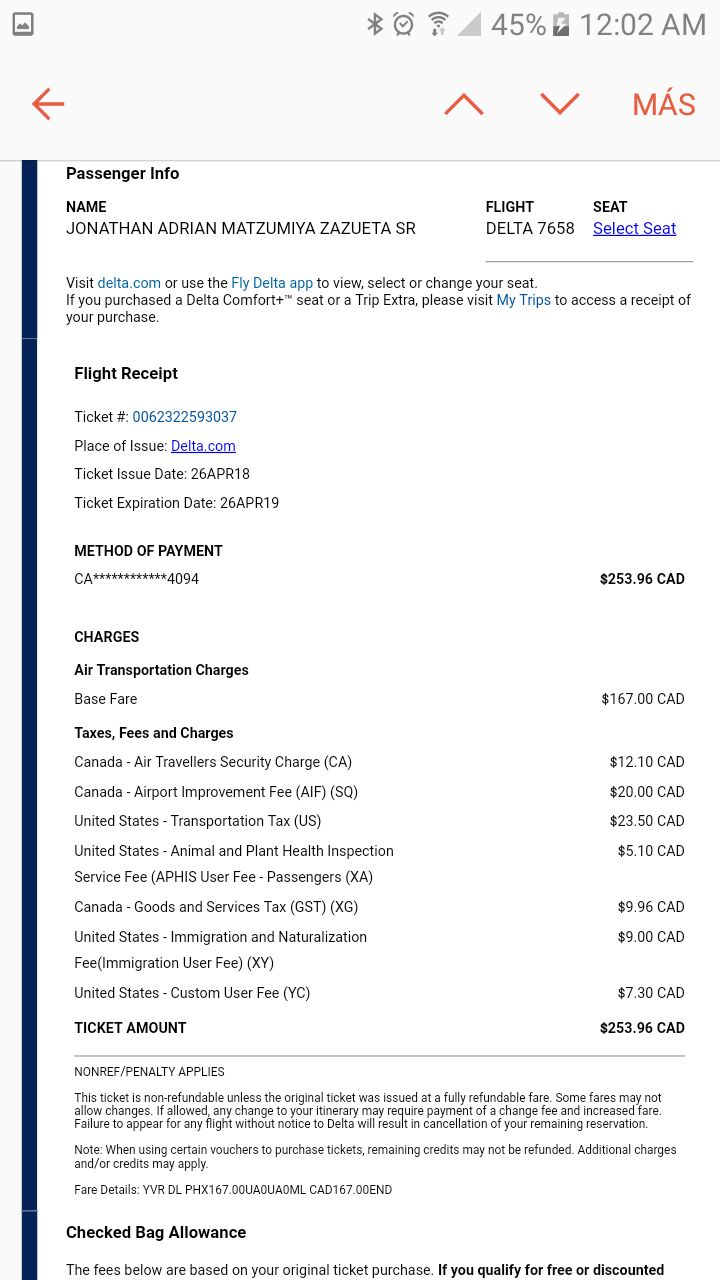 45% 12:02 AM
MÁS
Passenger Info
NAME FLIGHT SEAT
JONATHAN ADRIAN MATZUMIYA ZAZUETA SR DELTA 7658 Select Seat
Visit delta.com or use the Fly Delta app to view, select or change your seat.
If you purchased a Delta Comfort+™ seat or a Trip Extra, please visit My Trips to access a receipt of
your purchase.
Flight Receipt
Ticket #: 0062322593037
Place of Issue: Delta.com
Ticket Issue Date: 26APR18
Ticket Expiration Date: 26APR19
METHOD OF PAYMENT
CA************4094 $253.96 CAD
CHARGES
Air Transportation Charges
Base Fare $167.00 CAD
Taxes, Fees and Charges
Canada - Air Travellers Security Charge (CA) $12.10 CAD
Canada - Airport Improvement Fee (AIF) (SQ) $20.00 CAD
United States - Transportation Tax (US) $23.50 CAD
United States - Animal and Plant Health Inspection $5.10 CAD
Service Fee (APHIS User Fee - Passengers (XA)
Canada - Goods and Services Tax (GST) (XG) $9.96 CAD
United States - Immigration and Naturalization $9.00 CAD
Fee(Immigration User Fee) (XY)
United States - Custom User Fee (YC) $7.30 CAD
TICKET AMOUNT $253.96 CAD
NONREF/PENALTY APPLIES
This ticket is non-refundable unless the original ticket was issued at a fully refundable fare. Some fares may not
allow changes. If allowed, any change to your itinerary may require payment of a change fee and increased fare.
Failure to appear for any flight without notice to Delta will result in cancellation of your remaining reservation.
Note: When using certain vouchers to purchase tickets, remaining credits may not be refunded. Additional charges
and/or credits may apply.
Fare Details: YVR DL PHX167.00UA0UA0ML CAD167.00END
Checked Bag Allowance
The fees below are based on your original ticket purchase. If you qualify for free or discounted